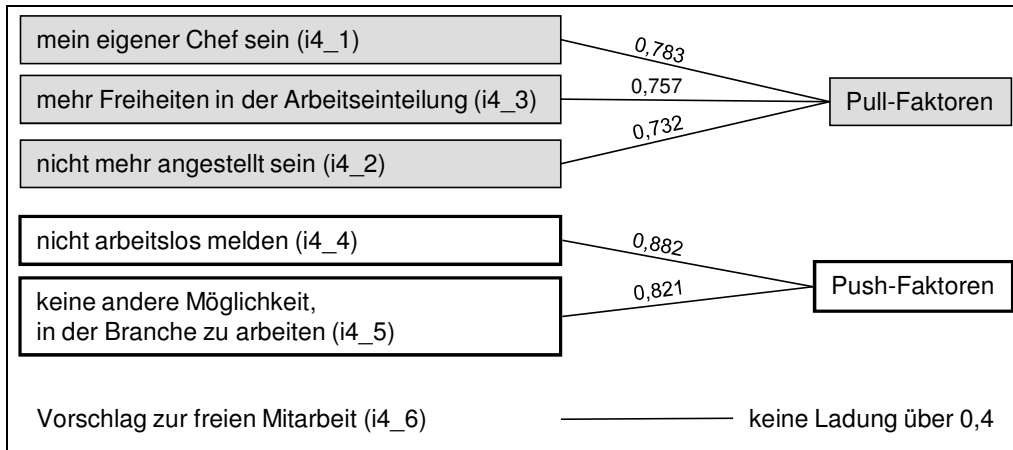 mein eigener Chef sein (i4_1)
0,783
mehr Freiheiten in der Arbeitseinteilung (i4_3)
0,757
Pull-Faktoren
nicht mehr angestellt sein (i4_2)
0,732
nicht arbeitslos melden (i4_4)
0,882
keine andere Möglichkeit,
in der Branche zu arbeiten (i4_5)
0,821
Push-Faktoren
Vorschlag zur freien Mitarbeit (i4_6)
keine Ladung über 0,4